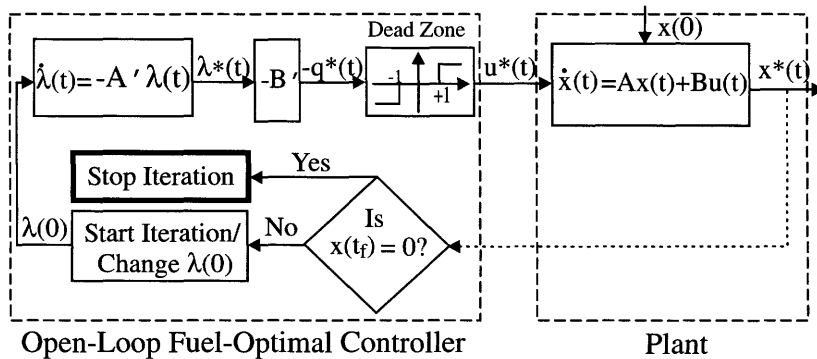 Dead Zone
x(0)
λ̇(t)=-A′λ(t)
λ*(t)
-B′
-q*(t)
-1
+1
u*(t)
ẋ(t)=Ax(t)+Bu(t)
x*(t)
Stop Iteration
Yes
λ(0)
Start Iteration/
Change λ(0)
No
Is
x(t_f) = 0?
Open-Loop Fuel-Optimal Controller
Plant